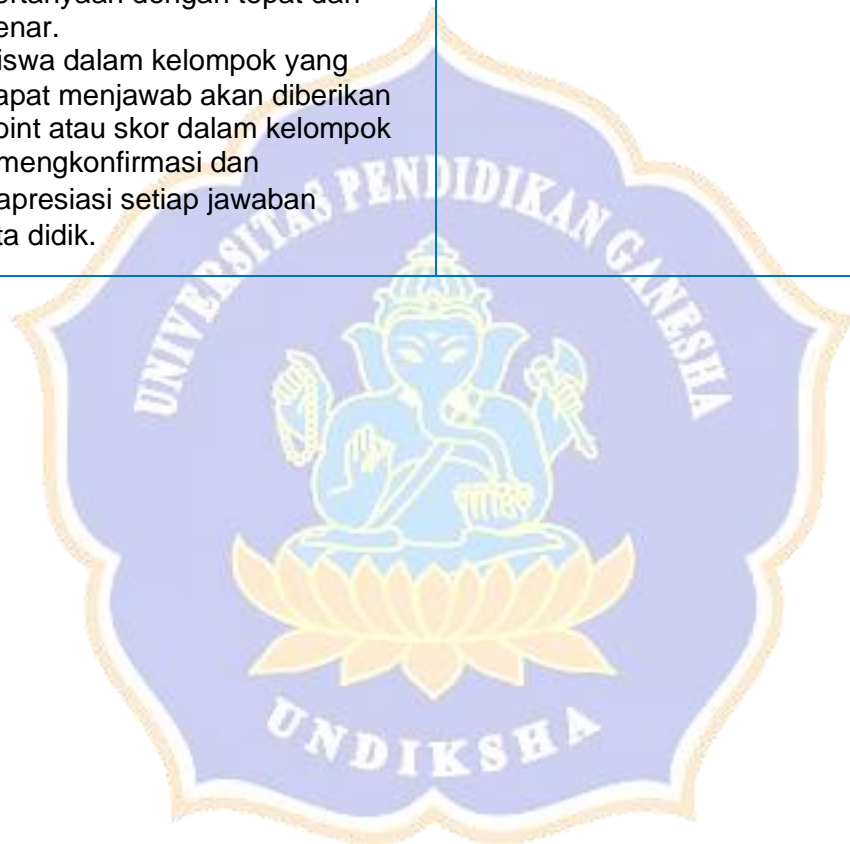 ertanyaan dengan tepat dan
enar.
iswa dalam kelompok yang
apat menjawab akan diberikan
oint atau skor dalam kelompok
mengkonfirmasi dan
apresiasi setiap jawaban
ta didik.
UNIVERSITAS PENDIDIKAN GANESHA
UNDIKSHA